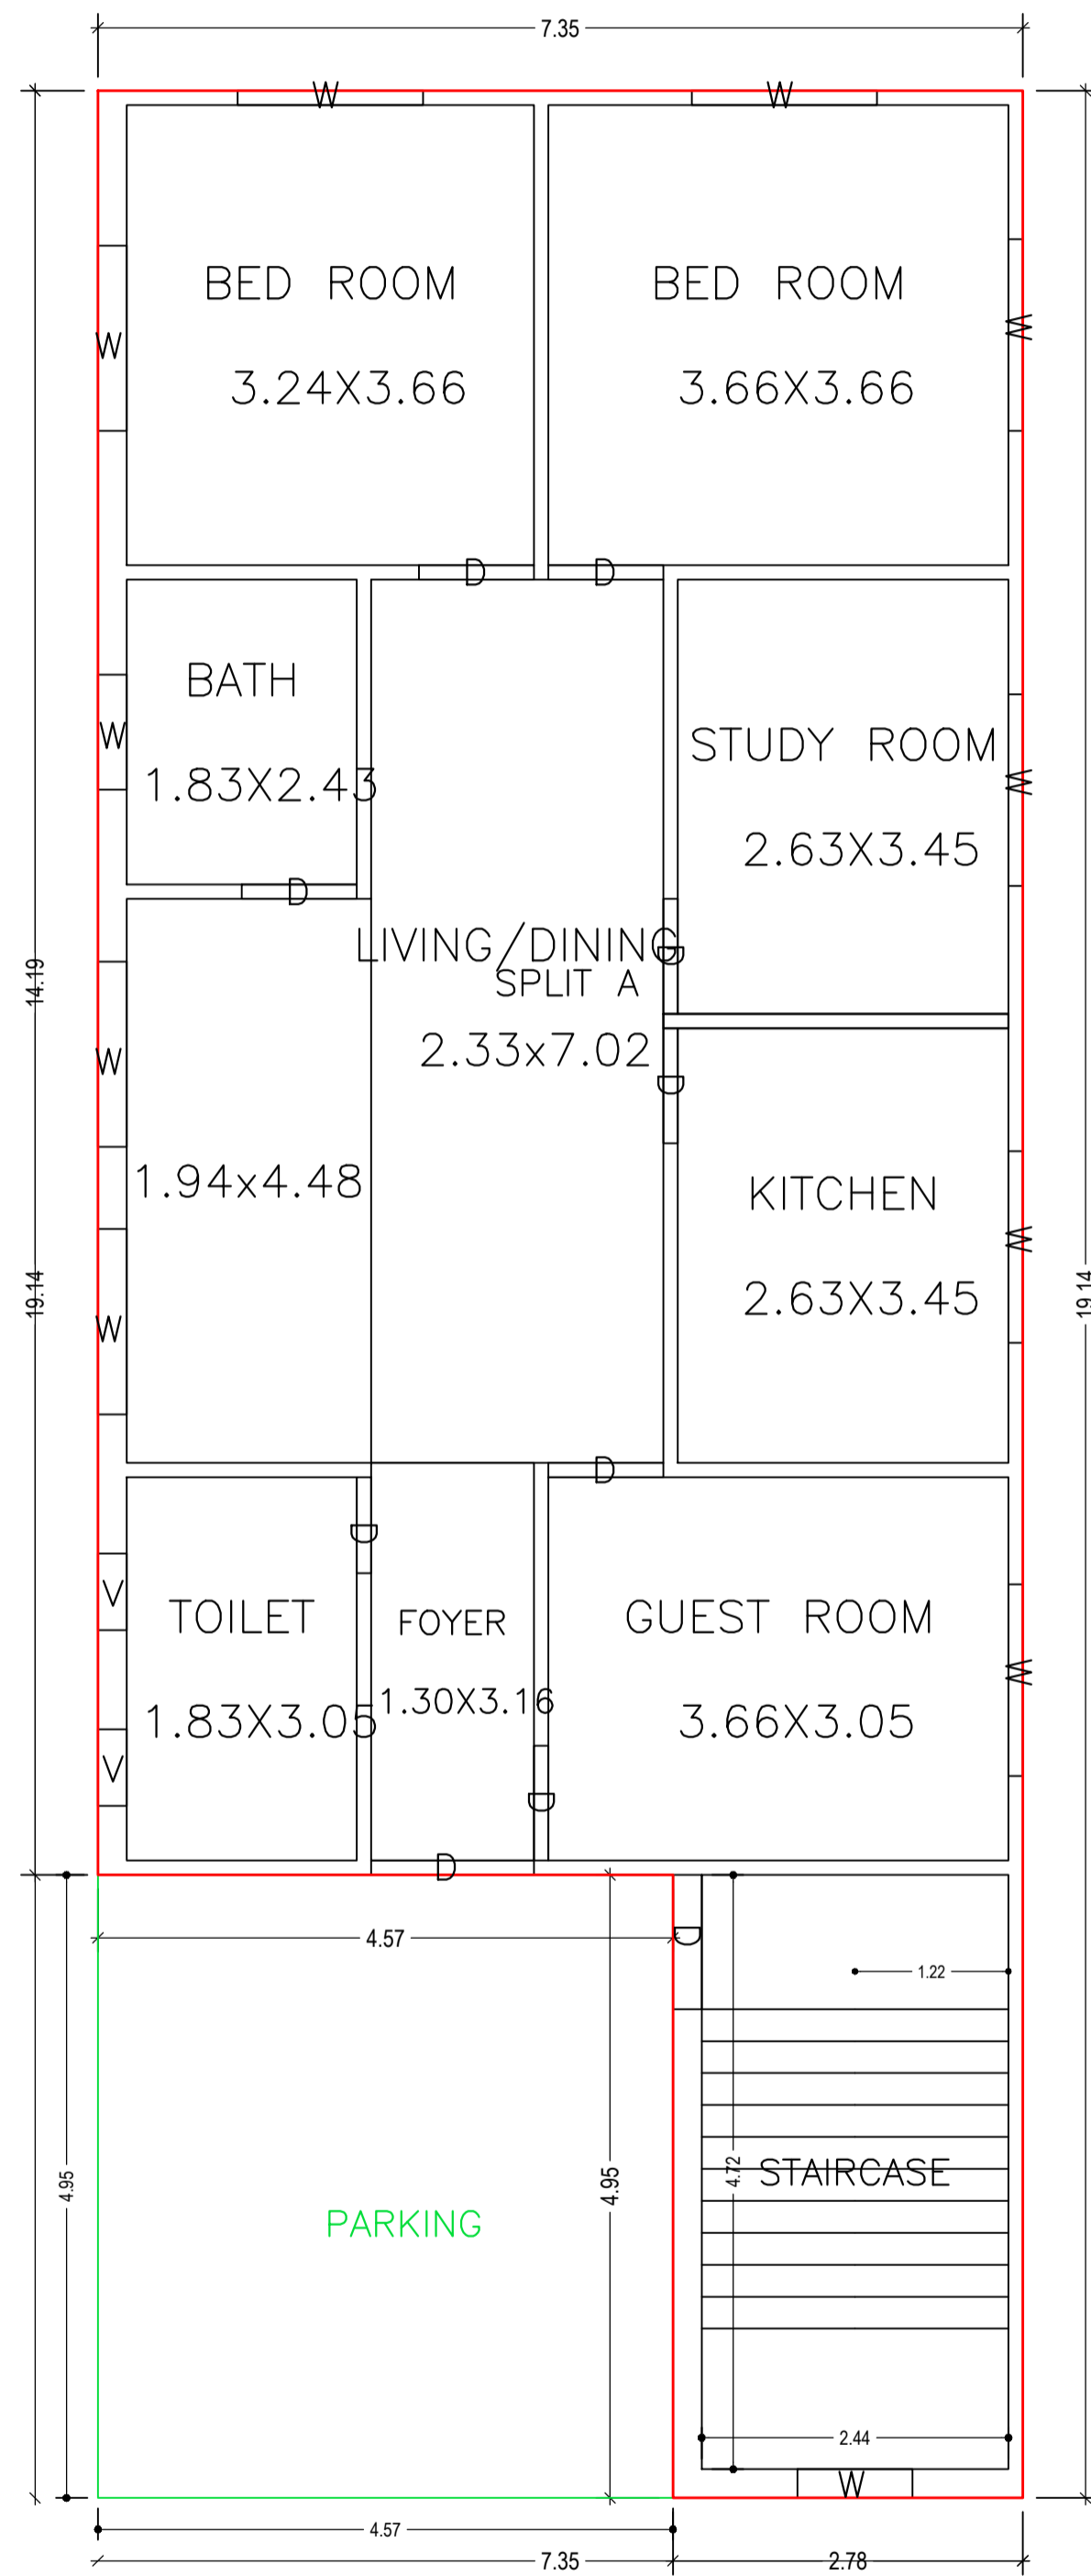 7.35
W W
BED ROOM
3.24X3.66
BED ROOM
3.66X3.66
W
W
D D
BATH
1.83X2.43
W
STUDY ROOM
2.63X3.45
W
D
LIVING/DINING
SPLIT A
2.33x7.02
D
D
14.19
W
1.94x4.48
KITCHEN
2.63X3.45
W
19.14
19.14
W
D
D
V
TOILET
1.83X3.05
V
FOYER
1.30X3.16
GUEST ROOM
3.66X3.05
W
D
D
4.57
D
1.22
4.95
4.95
4.72
STAIRCASE
PARKING
2.44
W
4.57
7.35
2.78